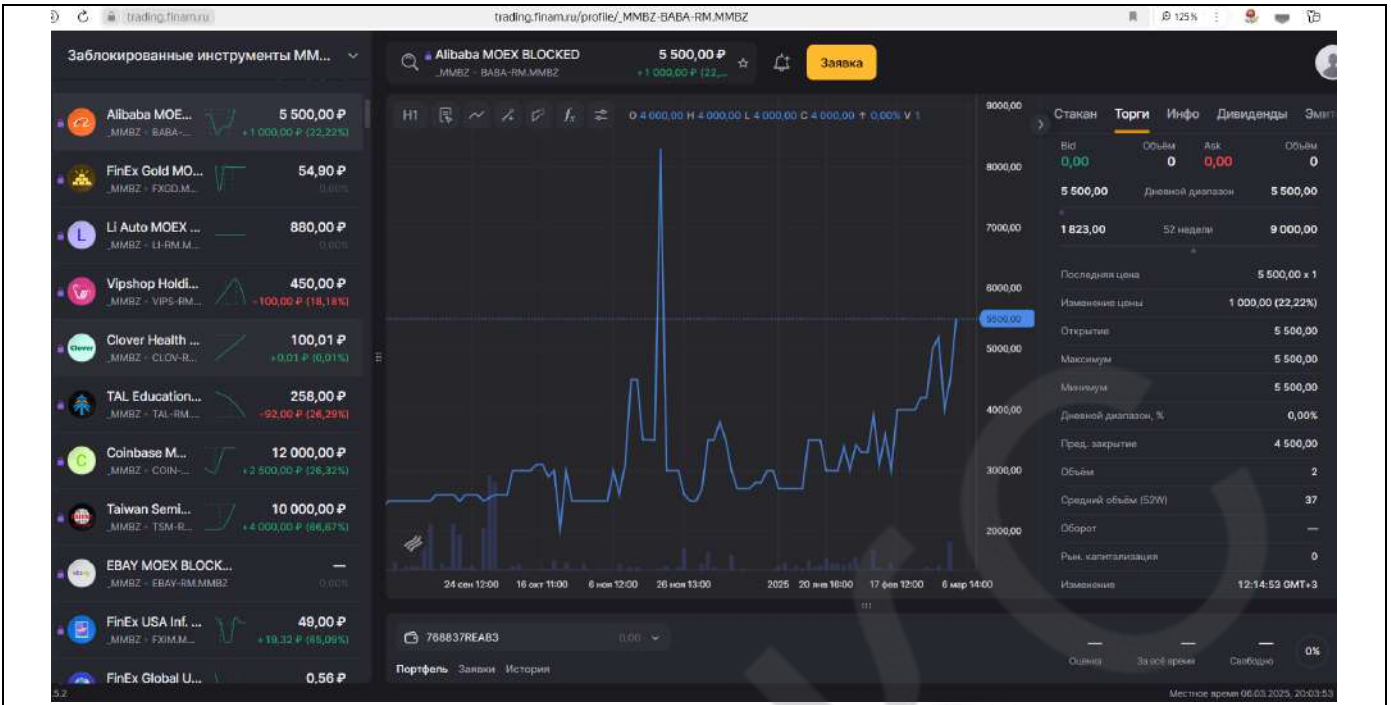 trading.finam.ru
trading.finam.ru/profile/_MMBZ-BABA-RM.MMBZ
125%
Заблокированные инструменты ММ...
Alibaba MOEX BLOCKED
5 500,00 ₽
_MMBZ · BABA-RM.MMBZ
+1 000,00 ₽ (22,...
Заявка
Alibaba MOE...
5 500,00 ₽
_MMBZ · BABA-...
+1 000,00 ₽ (22,22%)
FinEx Gold MO...
54,90 ₽
_MMBZ · FXGD.M...
0,00%
Li Auto MOEX ...
880,00 ₽
_MMBZ · LI-RM.M...
0,00%
Vipshop Holdi...
450,00 ₽
_MMBZ · VIPS-RM...
-100,00 ₽ (18,18%)
Clover Health ...
100,01 ₽
_MMBZ · CLOV-R...
+0,01 ₽ (0,01%)
TAL Education...
258,00 ₽
_MMBZ · TAL-RM....
-92,00 ₽ (26,29%)
Coinbase M...
12 000,00 ₽
_MMBZ · COIN-...
+2 500,00 ₽ (26,32%)
Taiwan Semi...
10 000,00 ₽
_MMBZ · TSM-R...
+4 000,00 ₽ (66,67%)
EBAY MOEX BLOCK...
—
_MMBZ · EBAY-RM.MMBZ
0,00%
FinEx USA Inf. ...
49,00 ₽
_MMBZ · FXIM.M...
+19,32 ₽ (65,09%)
FinEx Global U...
0,56 ₽
5.2
H1
O 4 000,00 H 4 000,00 L 4 000,00 C 4 000,00 ↑ 0,00% V 1
9000,00
8000,00
7000,00
6000,00
5500,00
5000,00
4000,00
3000,00
2000,00
24 сен 12:00 16 окт 11:00 6 ноя 12:00 26 ноя 13:00 2025 20 янв 16:00 17 фев 12:00 6 мар 14:00
768837REA83
0,00
Портфель Заявки История
Стакан Торги Инфо Дивиденды Эмит
Bid Объём Ask Объём
0,00 0 0,00 0
5 500,00 Дневной диапазон 5 500,00
1 823,00 52 недели 9 000,00
Последняя цена 5 500,00 x 1
Изменение цены 1 000,00 (22,22%)
Открытие 5 500,00
Максимум 5 500,00
Минимум 5 500,00
Дневной диапазон, % 0,00%
Пред. закрытие 4 500,00
Объём 2
Средний объём (52W) 37
Оборот —
Рын. капитализация 0
Изменение 12:14:53 GMT+3
— — —
Оценка За всё время Свободно
0%
Местное время 06.03.2025, 20:03:53